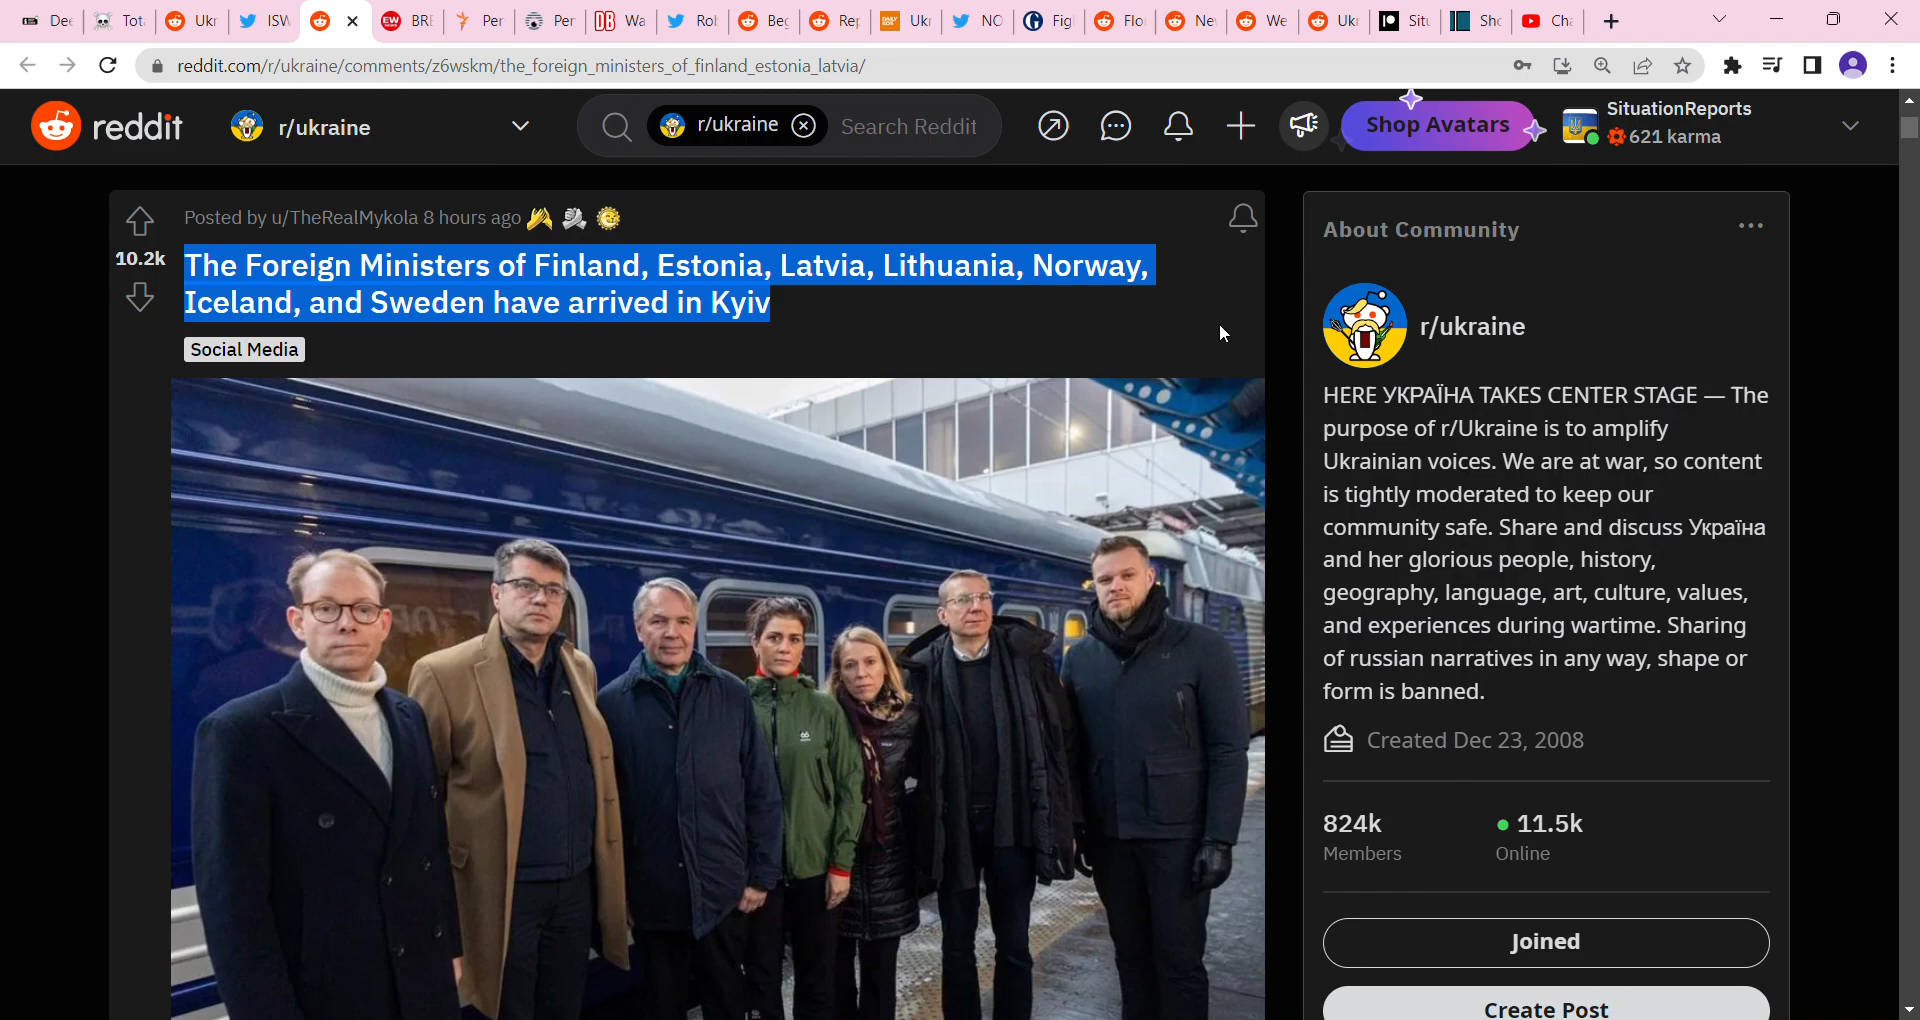 Dee
Tot
Ukr
ISW
BRE
Per
Per
DB
Wa
Rol
Beg
Rep
Ukr
NO
Fig
Flo
Nev
We
Ukr
Situ
Sho
Cha
reddit.com/r/ukraine/comments/z6wskm/the_foreign_ministers_of_finland_estonia_latvia/
reddit
r/ukraine
r/ukraine
Search Reddit
Shop Avatars
SituationReports
621 karma
Posted by u/TheRealMykola 8 hours ago
10.2k
The Foreign Ministers of Finland, Estonia, Latvia, Lithuania, Norway,
Iceland, and Sweden have arrived in Kyiv
Social Media
66
About Community
r/ukraine
HERE УКРАЇНА TAKES CENTER STAGE — The
purpose of r/Ukraine is to amplify
Ukrainian voices. We are at war, so content
is tightly moderated to keep our
community safe. Share and discuss Україна
and her glorious people, history,
geography, language, art, culture, values,
and experiences during wartime. Sharing
of russian narratives in any way, shape or
form is banned.
Created Dec 23, 2008
824k
11.5k
Members
Online
Joined
Create Post